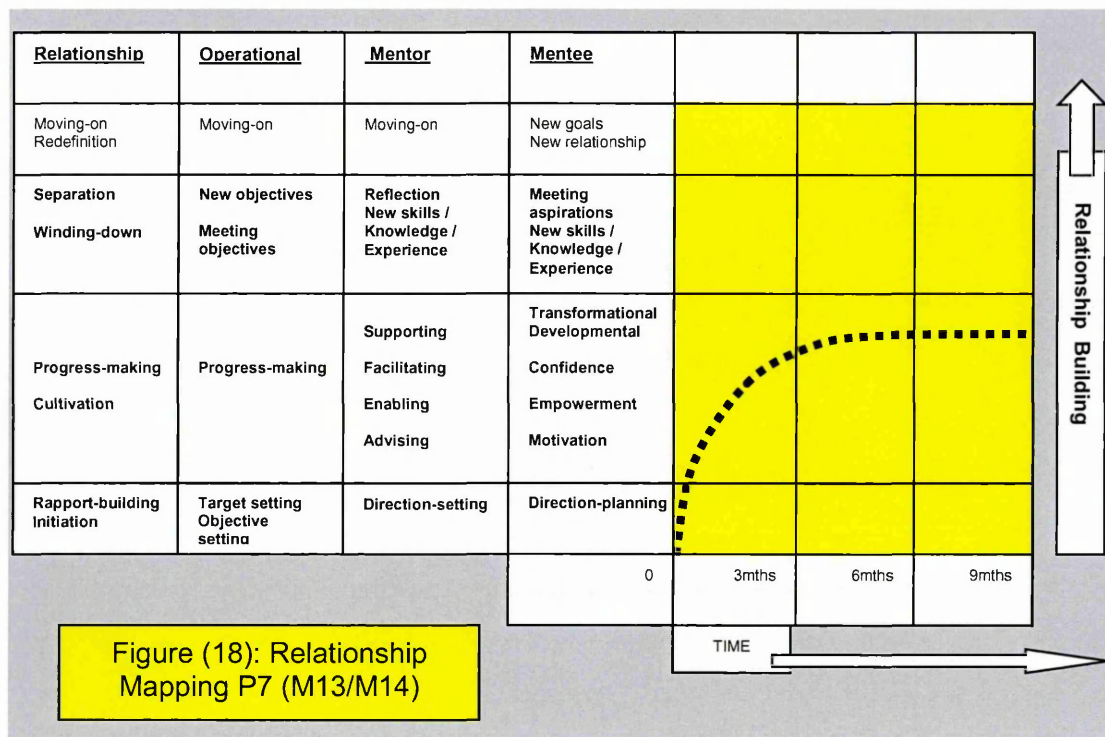 Relationship
Operational
Mentor
Mentee
Moving-on
Redefinition
Moving-on
Moving-on
New goals
New relationship
Separation
Winding-down
New objectives
Meeting
objectives
Reflection
New skills /
Knowledge /
Experience
Meeting
aspirations
New skills /
Knowledge /
Experience
Progress-making
Cultivation
Progress-making
Supporting
Facilitating
Enabling
Advising
Transformational
Developmental
Confidence
Empowerment
Motivation
Rapport-building
Initiation
Target setting
Objective
setting
Direction-setting
Direction-planning
0
3mths
6mths
9mths
TIME
Relationship Building
Figure (18): Relationship
Mapping P7 (M13/M14)